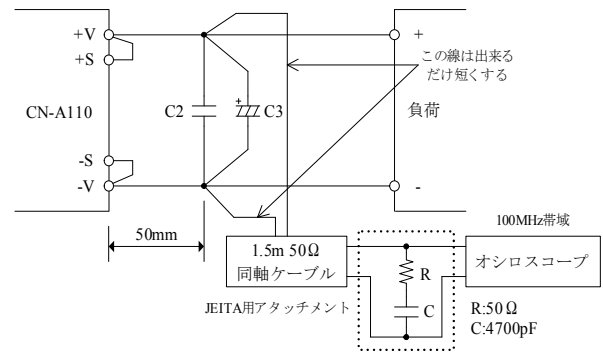 +V
+S
CN-A110
-S
-V
C2
+
C3
この線は出来る
だけ短くする
+
負荷
-
50mm
1.5m 50Ω
同軸ケーブル
JEITA用アタッチメント
R
C
100MHz帯域
オシロスコープ
R:50Ω
C:4700pF